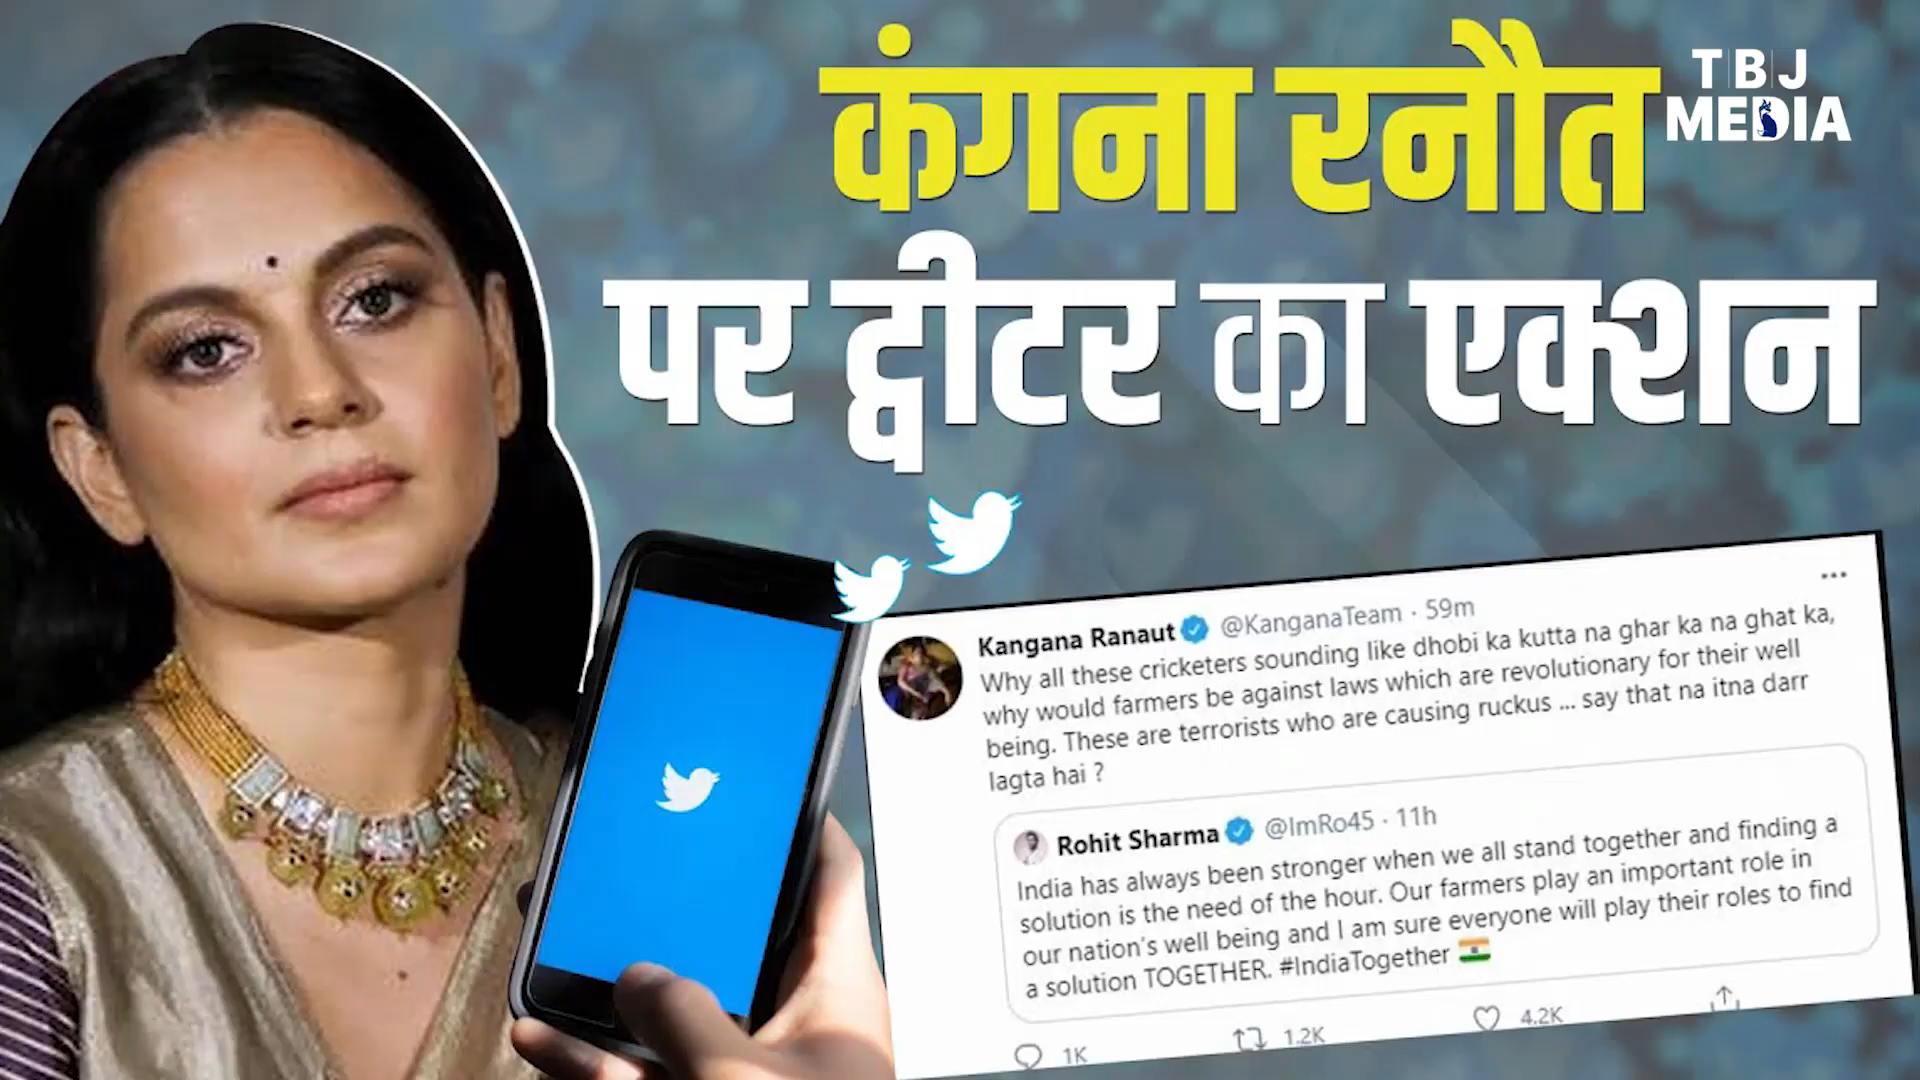 कंगना रनौत
TBJ
MEDIA
पर ट्वीटर का एक्शन
Kangana Ranaut @KanganaTeam · 59m
Why all these cricketers sounding like dhobi ka kutta na ghar ka na ghat ka,
why would farmers be against laws which are revolutionary for their well
being. These are terrorists who are causing ruckus ... say that na itna darr
lagta hai ?
Rohit Sharma @ImRo45 · 11h
India has always been stronger when we all stand together and finding a
solution is the need of the hour. Our farmers play an important role in
our nation's well being and I am sure everyone will play their roles to find
a solution TOGETHER. #IndiaTogether
1K 1.2K 4.2K